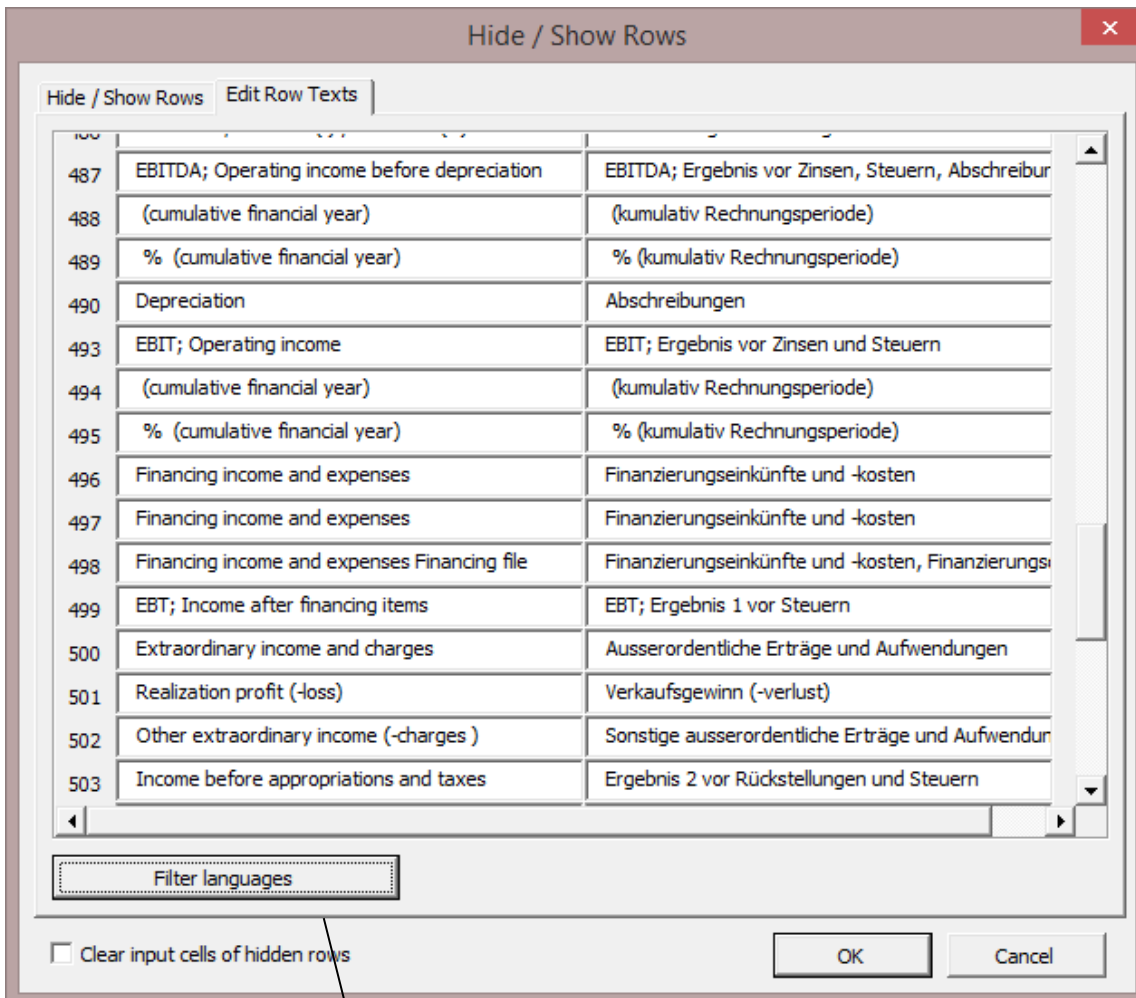 Hide / Show Rows
Hide / Show Rows Edit Row Texts
487 EBITDA; Operating income before depreciation EBITDA; Ergebnis vor Zinsen, Steuern, Abschreibur
488 (cumulative financial year) (kumulativ Rechnungsperiode)
489 % (cumulative financial year) % (kumulativ Rechnungsperiode)
490 Depreciation Abschreibungen
493 EBIT; Operating income EBIT; Ergebnis vor Zinsen und Steuern
494 (cumulative financial year) (kumulativ Rechnungsperiode)
495 % (cumulative financial year) % (kumulativ Rechnungsperiode)
496 Financing income and expenses Finanzierungseinkünfte und -kosten
497 Financing income and expenses Finanzierungseinkünfte und -kosten
498 Financing income and expenses Financing file Finanzierungseinkünfte und -kosten, Finanzierungs
499 EBT; Income after financing items EBT; Ergebnis 1 vor Steuern
500 Extraordinary income and charges Ausserordentliche Erträge und Aufwendungen
501 Realization profit (-loss) Verkaufsgewinn (-verlust)
502 Other extraordinary income (-charges ) Sonstige ausserordentliche Erträge und Aufwendun
503 Income before appropriations and taxes Ergebnis 2 vor Rückstellungen und Steuern
Filter languages
Clear input cells of hidden rows OK Cancel